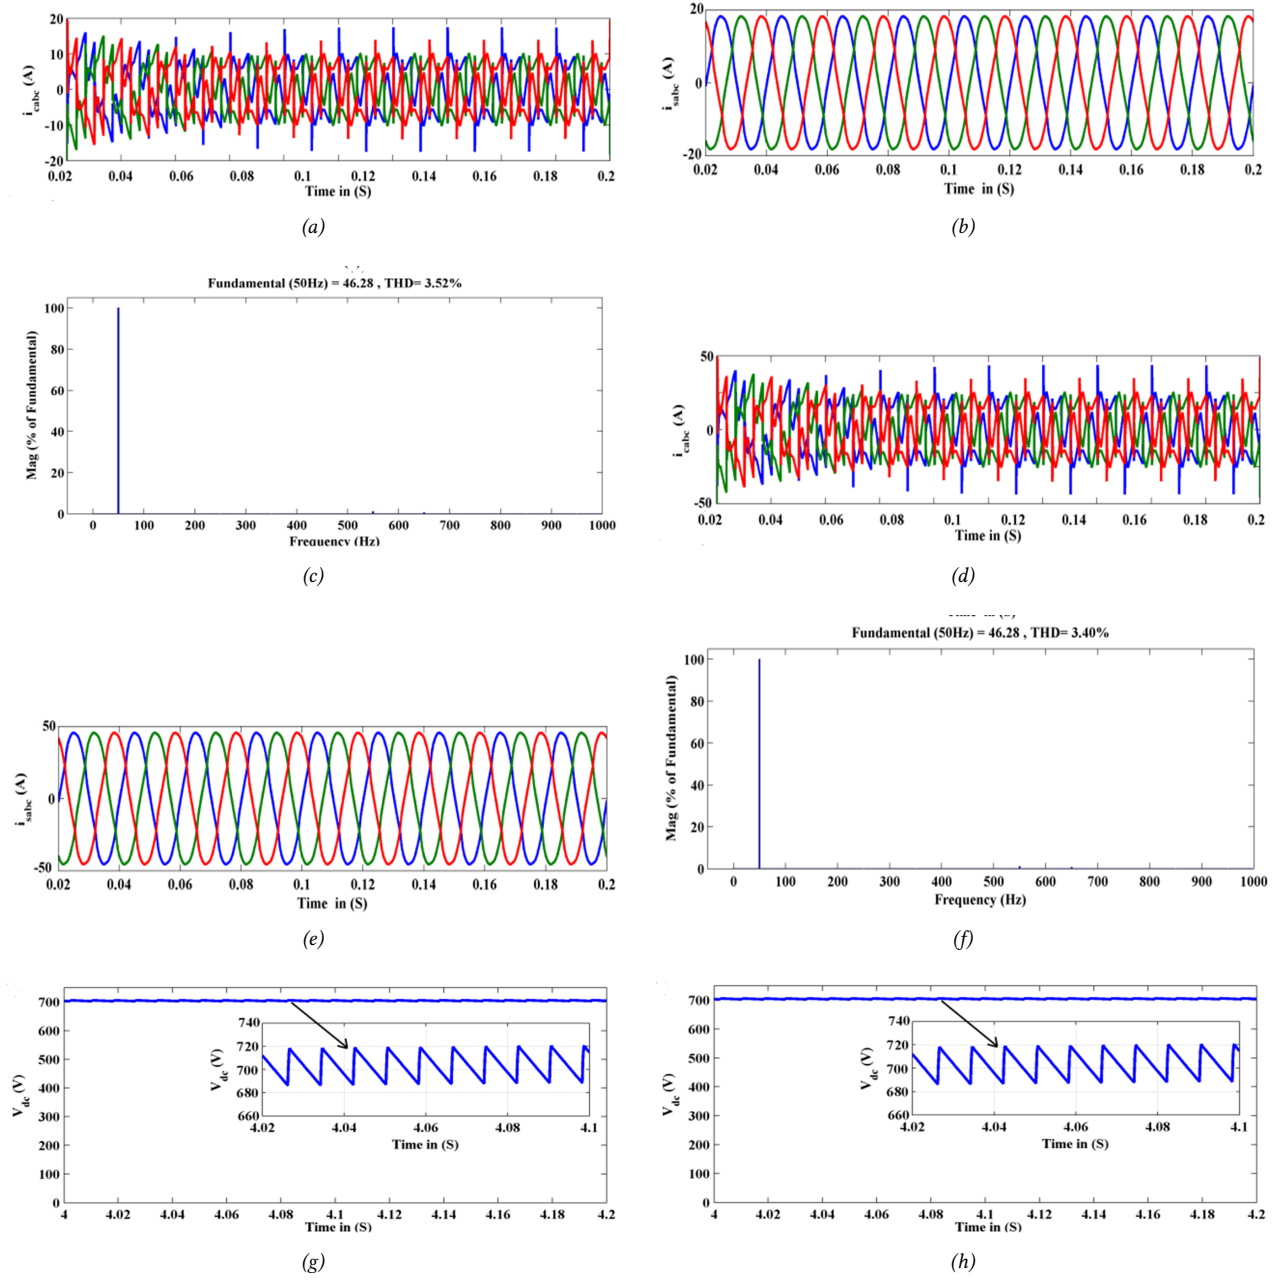 20
10
0
-10
-20
i cabc (A)
0.02 0.04 0.06 0.08 0.1 0.12 0.14 0.16 0.18 0.2
Time in (S)
(a)
20
0
-20
i sabc (A)
0.02 0.04 0.06 0.08 0.1 0.12 0.14 0.16 0.18 0.2
Time in (S)
(b)
Fundamental (50Hz) = 46.28 , THD= 3.52%
100
80
60
40
20
0
Mag (% of Fundamental)
0 100 200 300 400 500 600 700 800 900 1000
Frequency (Hz)
(c)
50
0
-50
i cabc (A)
0.02 0.04 0.06 0.08 0.1 0.12 0.14 0.16 0.18 0.2
Time in (S)
(d)
50
0
-50
i sabc (A)
0.02 0.04 0.06 0.08 0.1 0.12 0.14 0.16 0.18 0.2
Time in (S)
(e)
Fundamental (50Hz) = 46.28 , THD= 3.40%
100
80
60
40
20
0
Mag (% of Fundamental)
0 100 200 300 400 500 600 700 800 900 1000
Frequency (Hz)
(f)
700
600
500
400
300
200
100
0
V dc (V)
740
720
700
680
660
V dc (V)
4.02 4.04 4.06 4.08 4.1
Time in (S)
4 4.02 4.04 4.06 4.08 4.1 4.12 4.14 4.16 4.18 4.2
Time in (S)
(g)
700
600
500
400
300
200
100
0
V dc (V)
740
720
700
680
660
V dc (V)
4.02 4.04 4.06 4.08 4.1
Time in (S)
4 4.02 4.04 4.06 4.08 4.1 4.12 4.14 4.16 4.18 4.2
Time in (S)
(h)